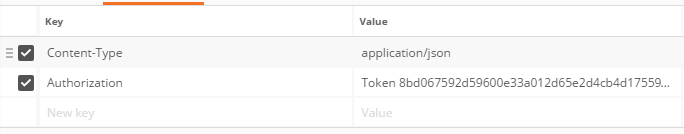 Key Value
Content-Type application/json
Authorization Token 8bd067592d59600e33a012d65e2d4cb4d17559...
New key Value